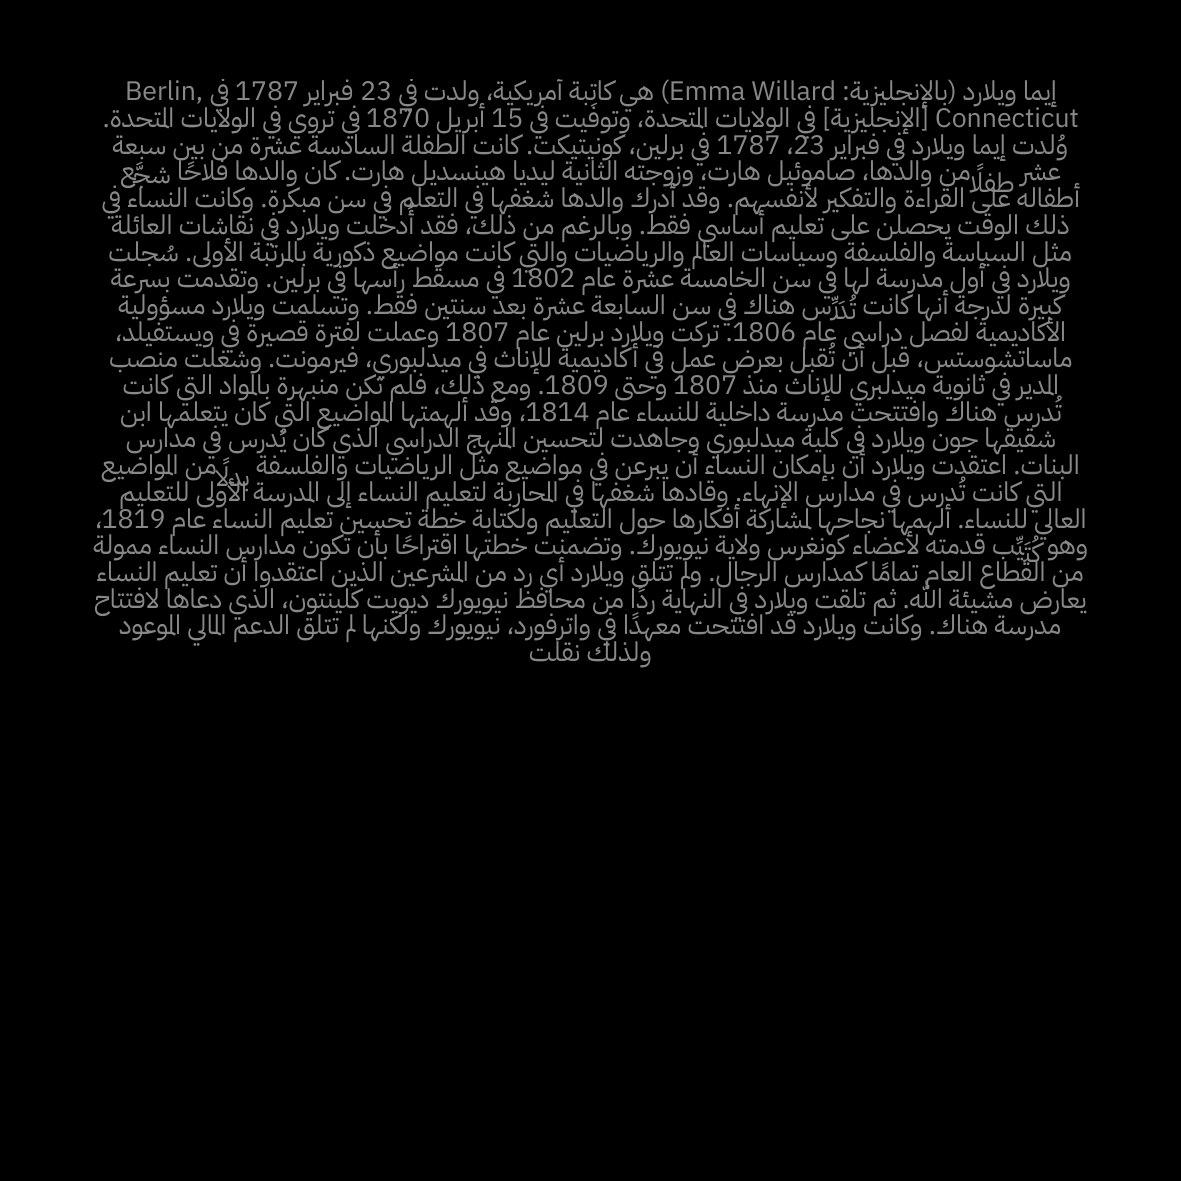 إيما ويلارد (بالإنجليزية: Emma Willard) هي كاتبة أمريكية، ولدت في 23 فبراير 1787 في Berlin,
Connecticut [الإنجليزية] في الولايات المتحدة، وتوفيت في 15 أبريل 1870 في تروي في الولايات المتحدة.
وُلدت إيما ويلارد في فبراير 23، 1787 في برلين، كونيتيكت. كانت الطفلة السادسة عشرة من بين سبعة
عشر طفلًا من والدها، صاموئيل هارت، وزوجته الثانية ليديا هينسديل هارت. كان والدها فلاحًا شجَّع
أطفاله على القراءة والتفكير لأنفسهم. وقد أدرك والدها شغفها في التعلم في سن مبكرة. وكانت النساء في
ذلك الوقت يحصلن على تعليم أساسي فقط. وبالرغم من ذلك، فقد أُدخلت ويلارد في نقاشات العائلة
مثل السياسة والفلسفة وسياسات العالم والرياضيات والتي كانت مواضيع ذكورية بالمرتبة الأولى. سُجلت
ويلارد في أول مدرسة لها في سن الخامسة عشرة عام 1802 في مسقط رأسها في برلين. وتقدمت بسرعة
كبيرة لدرجة أنها كانت تُدَرِّس هناك في سن السابعة عشرة بعد سنتين فقط. وتسلمت ويلارد مسؤولية
الأكاديمية لفصل دراسي عام 1806. تركت ويلارد برلين عام 1807 وعملت لفترة قصيرة في ويستفيلد،
ماساتشوستس، قبل أن تُقبل بعرض عمل في أكاديمية للإناث في ميدلبوري، فيرمونت. وشغلت منصب
المدير في ثانوية ميدلبري للإناث منذ 1807 وحتى 1809. ومع ذلك، فلم تكن منبهرة بالمواد التي كانت
تُدرس هناك وافتتحت مدرسة داخلية للنساء عام 1814، وقد ألهمتها المواضيع التي كان يتعلمها ابن
شقيقها جون ويلارد في كلية ميدلبوري وجاهدت لتحسين المنهج الدراسي الذي كان يُدرس في مدارس
البنات. اعتقدت ويلارد أن بإمكان النساء أن يبرعن في مواضيع مثل الرياضيات والفلسفة بدلًا من المواضيع
التي كانت تُدرس في مدارس الإنهاء. وقادها شغفها في المحاربة لتعليم النساء إلى المدرسة الأولى للتعليم
العالي للنساء. ألهمها نجاحها لمشاركة أفكارها حول التعليم ولكتابة خطة تحسين تعليم النساء عام 1819،
وهو كُتَيِّب قدمته لأعضاء كونغرس ولاية نيويورك. وتضمنت خطتها اقتراحًا بأن تكون مدارس النساء ممولة
من القطاع العام تمامًا كمدارس الرجال. ولم تتلق ويلارد أي رد من المشرعين الذين اعتقدوا أن تعليم النساء
يعارض مشيئة الله. ثم تلقت ويلارد في النهاية ردًا من محافظ نيويورك ديويت كلينتون، الذي دعاها لافتتاح
مدرسة هناك. وكانت ويلارد قد افتتحت معهدًا في واترفورد، نيويورك ولكنها لم تتلق الدعم المالي الموعود
ولذلك نقلت